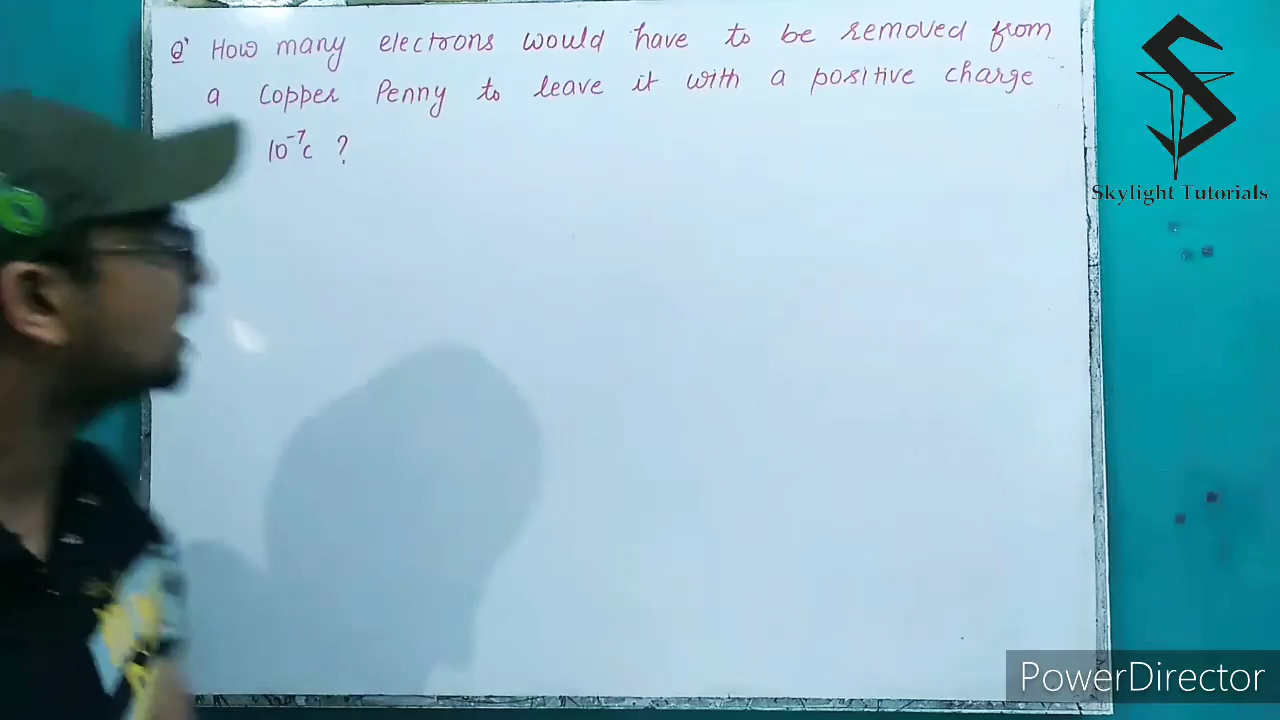 Q. How many electrons would have to be removed from
a Copper Penny to leave it with a positive charge
10⁻⁷C ?
Skylight Tutorials
PowerDirector